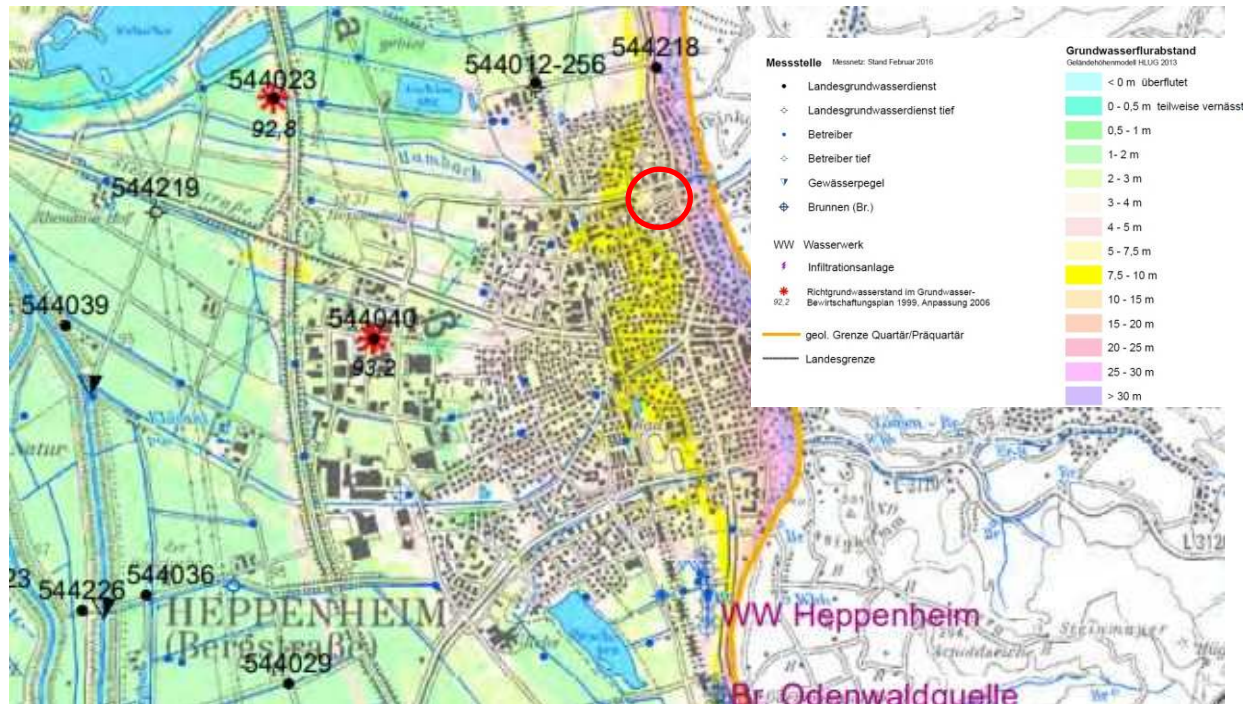 544023
92,8
544012-256
544218
gebiet
Hambach
544219
544039
544040
93,2
Natur
544226
544036
544029
HEPPENHEIM
(Bergstraße)
WW Heppenheim
Br. Odenwaldquelle
L 3120
Steinmauer
Messstelle Messnetz: Stand Februar 2016
Landesgrundwasserdienst
Landesgrundwasserdienst tief
Betreiber
Betreiber tief
Gewässerpegel
Brunnen (Br.)
WW Wasserwerk
Infiltrationsanlage
Richtgrundwasserstand im Grundwasser-
92,2 Bewirtschaftungsplan 1999, Anpassung 2006
geol. Grenze Quartär/Präquartär
Landesgrenze
Grundwasserflurabstand
Geländehöhenmodell HLUG 2013
< 0 m überflutet
0 - 0,5 m teilweise vernässt
0,5 - 1 m
1- 2 m
2 - 3 m
3 - 4 m
4 - 5 m
5 - 7,5 m
7,5 - 10 m
10 - 15 m
15 - 20 m
20 - 25 m
25 - 30 m
> 30 m